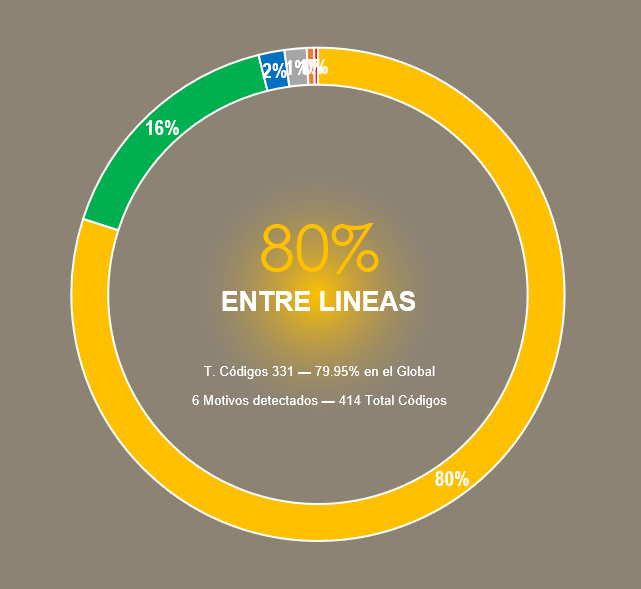 2%
1%
16%
80%
ENTRE LINEAS
T. Códigos 331 — 79.95% en el Global
6 Motivos detectados — 414 Total Códigos
80%